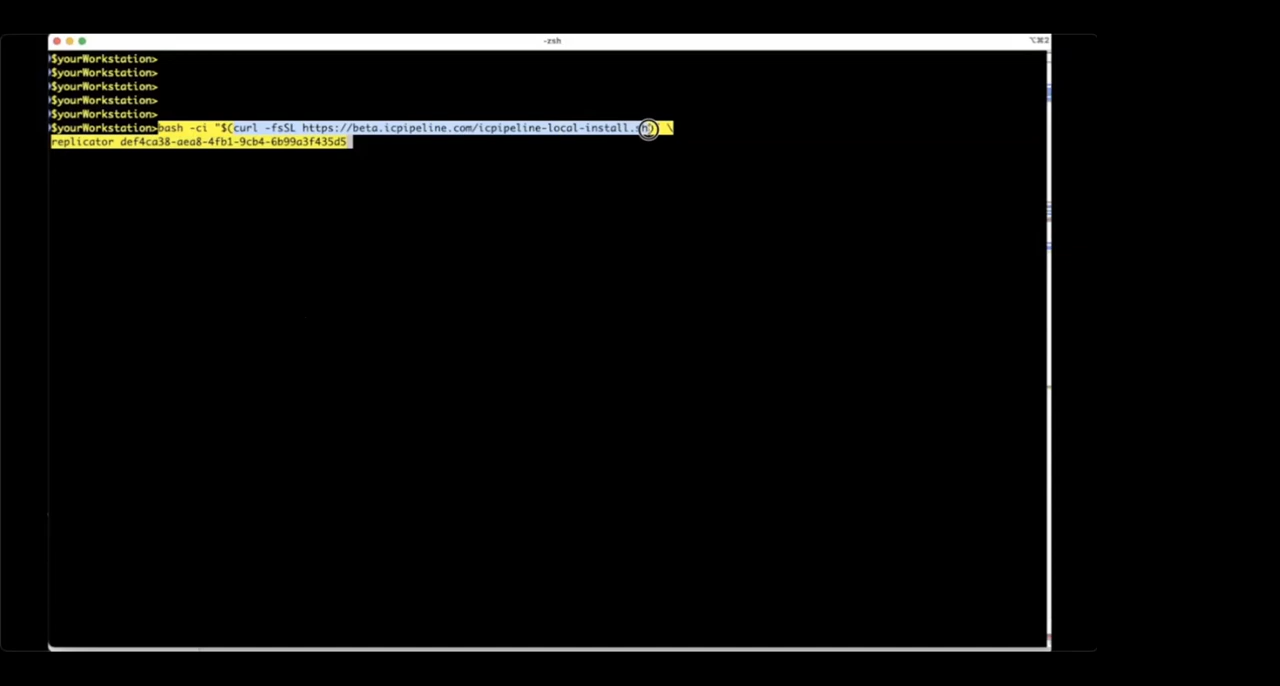 -zsh
⌥⌘2
$yourWorkstation>
$yourWorkstation>
$yourWorkstation>
$yourWorkstation>
$yourWorkstation>
$yourWorkstation>bash -ci "$(curl -fsSL https://beta.icpipeline.com/icpipeline-local-install.sh)" \
replicator def4ca38-aea8-4fb1-9cb4-6b99a3f435d5